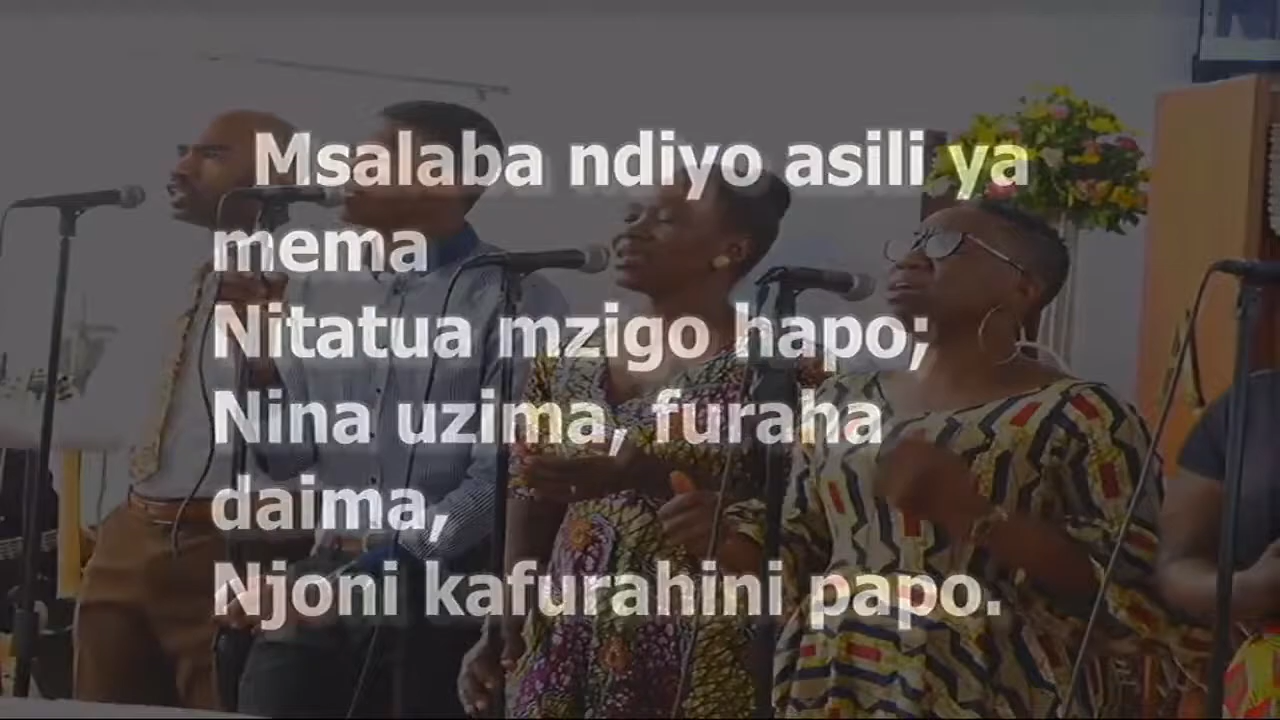 Msalaba ndiyo asili ya
mema
Nitatua mzigo hapo;
Nina uzima, furaha
daima,
Njoni kafurahini papo.